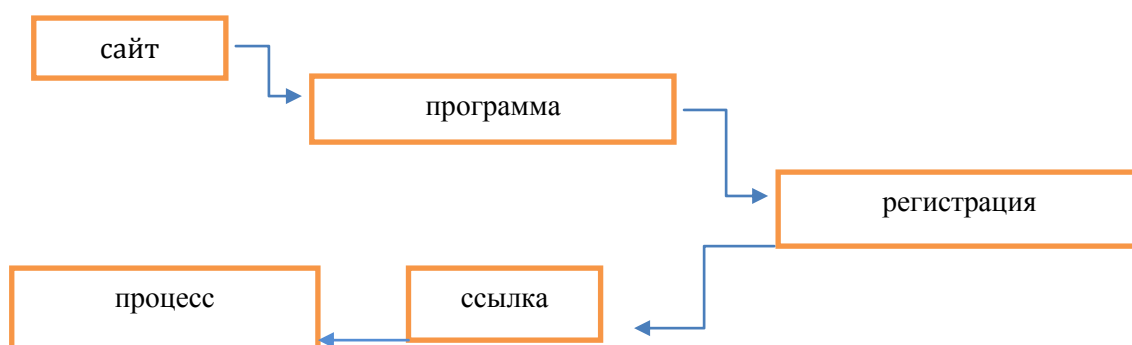 сайт
программа
регистрация
ссылка
процесс